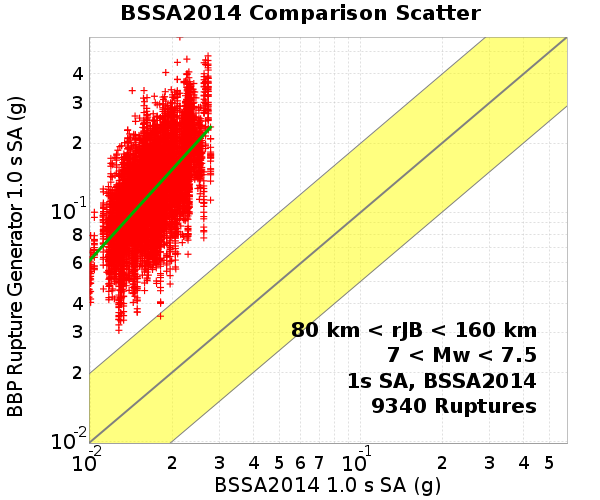 BSSA2014 Comparison Scatter
BBP Rupture Generator 1.0 s SA (g)
4
3
2
10^-1
8
6
4
3
2
10^-2
80 km < rJB < 160 km
7 < Mw < 7.5
1s SA, BSSA2014
9340 Ruptures
10^-2 2 3 4 5 6 7 10^-1 2 3 4 5
BSSA2014 1.0 s SA (g)